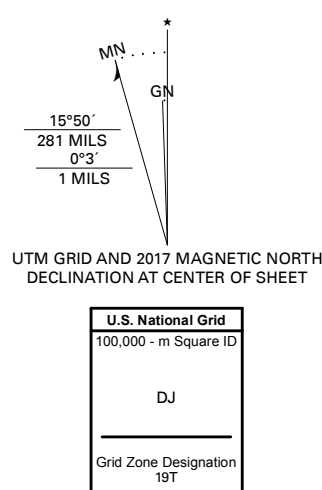 ★
MN
GN
15°50´
281 MILS
0°3´
1 MILS
UTM GRID AND 2017 MAGNETIC NORTH
DECLINATION AT CENTER OF SHEET
U.S. National Grid
100,000 - m Square ID
DJ
Grid Zone Designation
19T